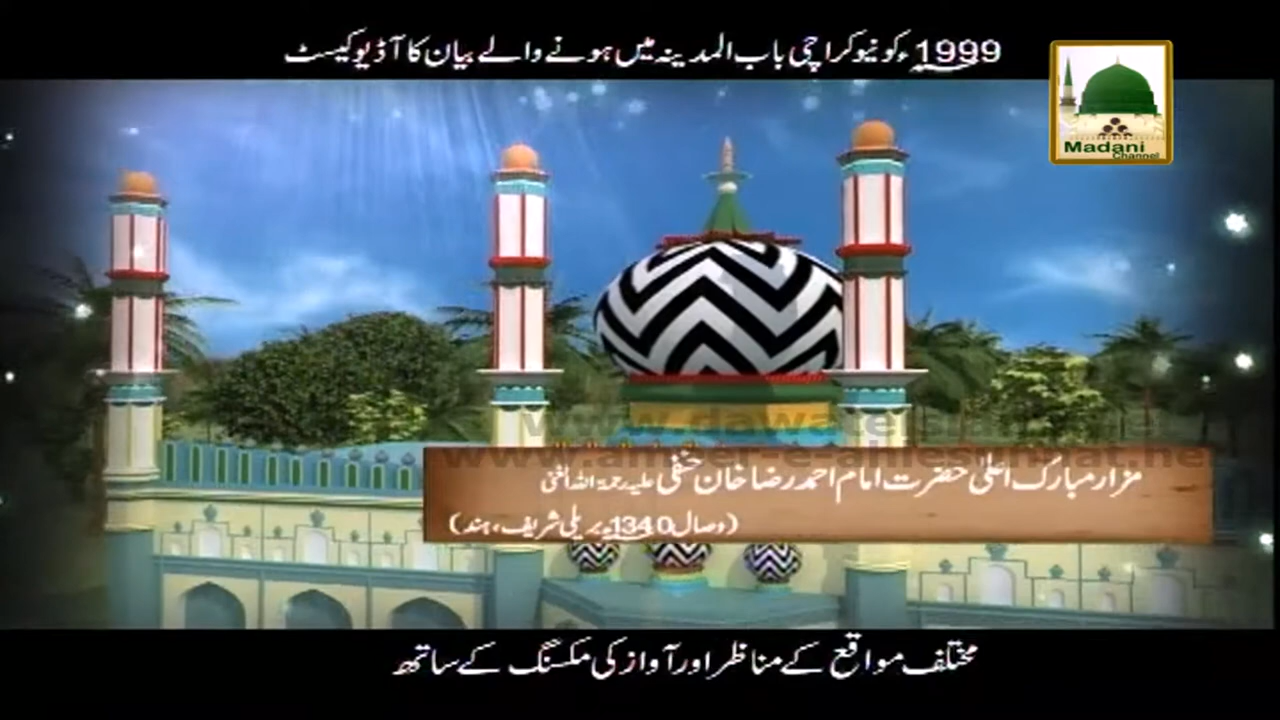 1999ء کو نیو کراچی باب المدینہ میں ہونے والے بیان کا آڈیو کیسٹ
Madani
Channel
www.dawateislami.net
www.ameer-e-ahlesunnat.net
مزار مبارک اعلیٰ حضرت امام احمد رضا خان حنفی علیہ رحمۃ اللہ الغنی
(وصال 1340ھ بریلی شریف، ہند)
مختلف مواقع کے مناظر اور آواز کی مکسنگ کے ساتھ